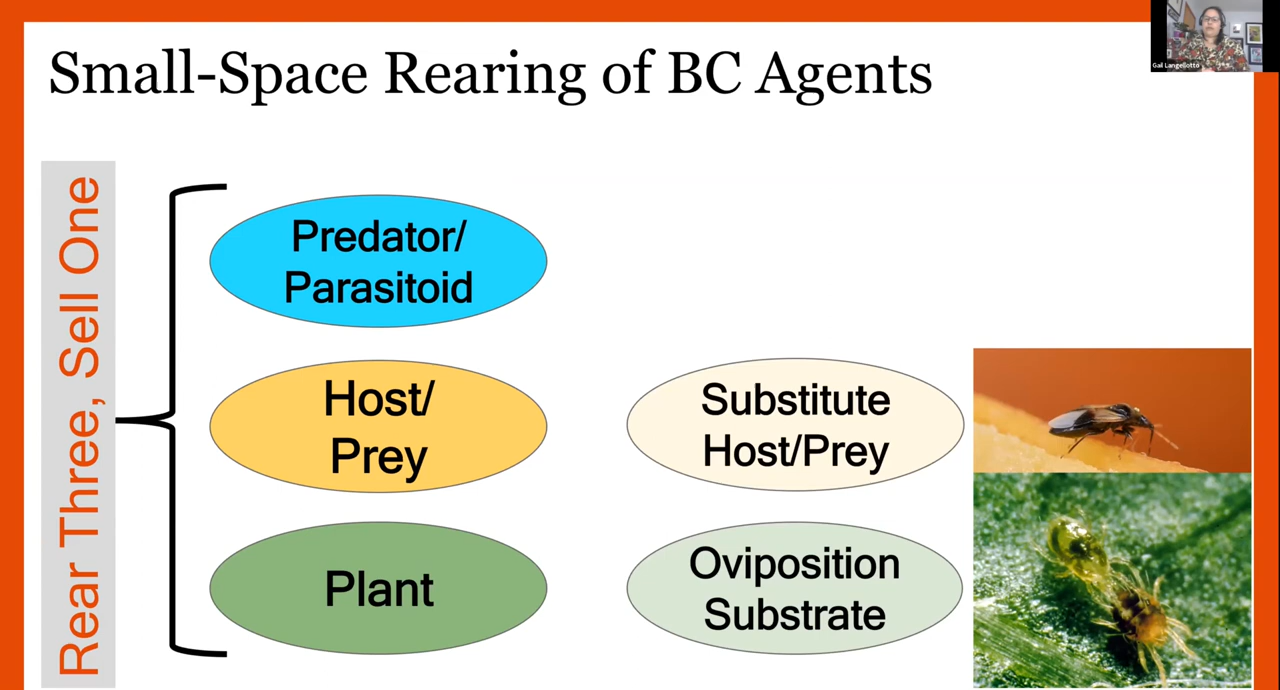 Small-Space Rearing of BC Agents
Gail Langellotto
Rear Three, Sell One
Predator/
Parasitoid
Host/
Prey
Substitute
Host/Prey
Plant
Oviposition
Substrate